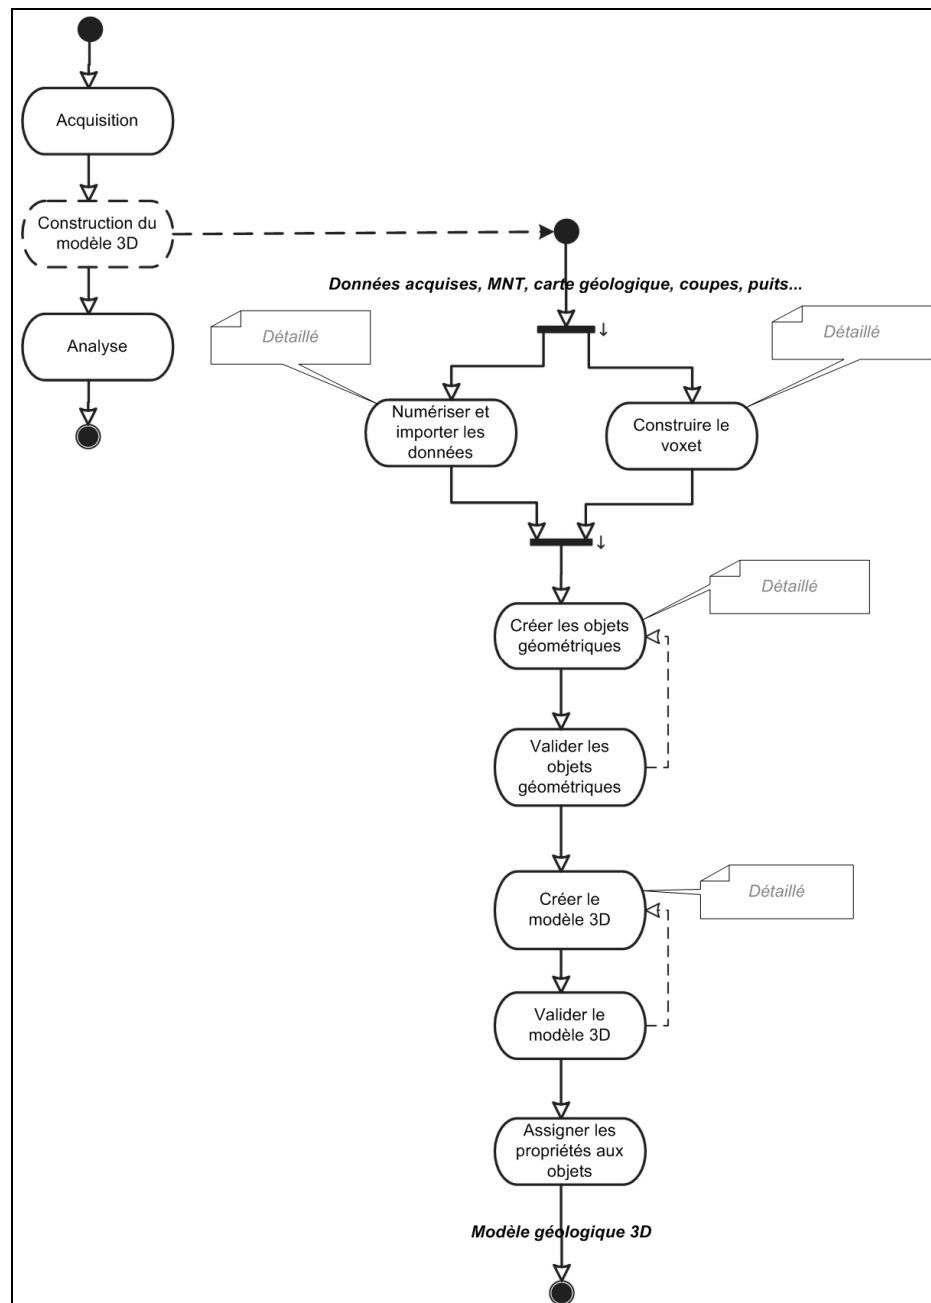 Acquisition
Construction du
modèle 3D
Analyse
Données acquises, MNT, carte géologique, coupes, puits...
Détaillé
Détaillé
Numériser et
importer les
données
Construire le
voxet
Créer les objets
géométriques
Détaillé
Valider les
objets
géométriques
Créer le
modèle 3D
Détaillé
Valider le
modèle 3D
Assigner les
propriétés aux
objets
Modèle géologique 3D